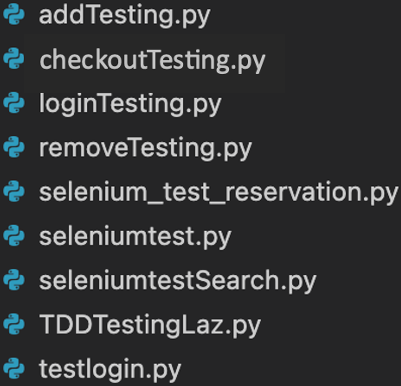 addTesting.py
checkoutTesting.py
loginTesting.py
removeTesting.py
selenium_test_reservation.py
seleniumtest.py
seleniumtestSearch.py
TDDTestingLaz.py
testlogin.py